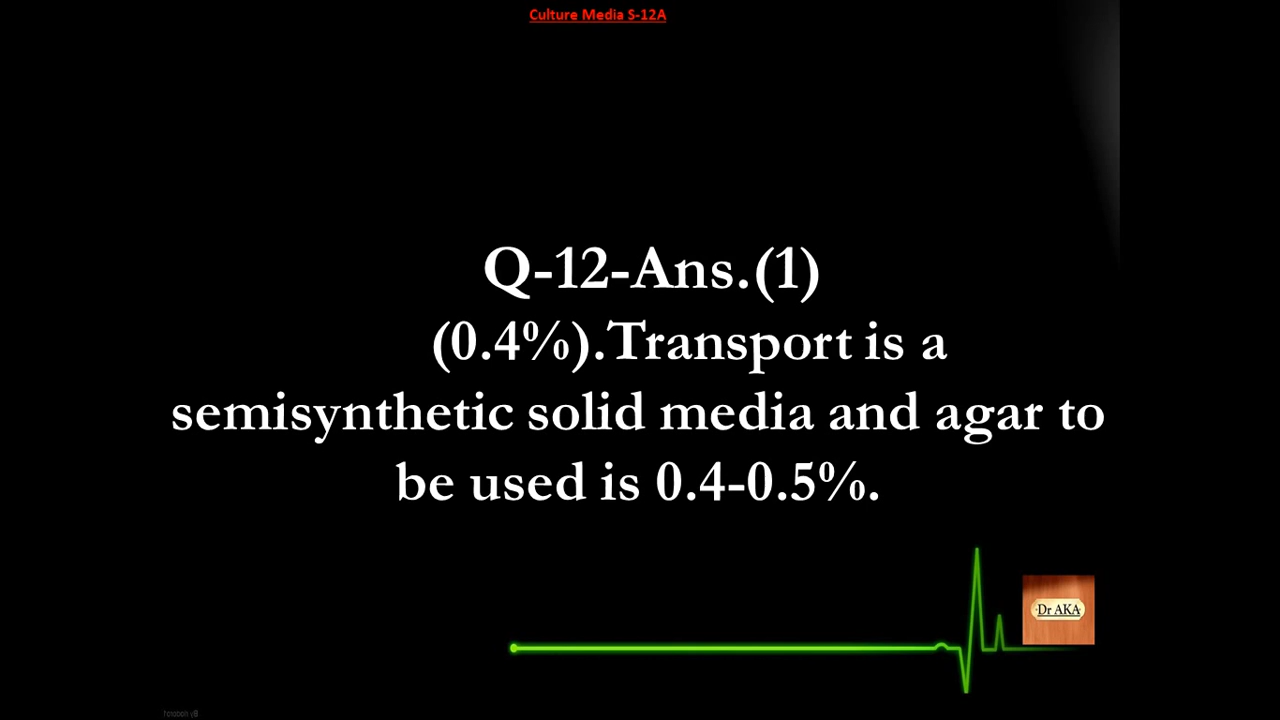 Culture Media S-12A
Q-12-Ans.(1)
(0.4%).Transport is a
semisynthetic solid media and agar to
be used is 0.4-0.5%.
Dr AKA